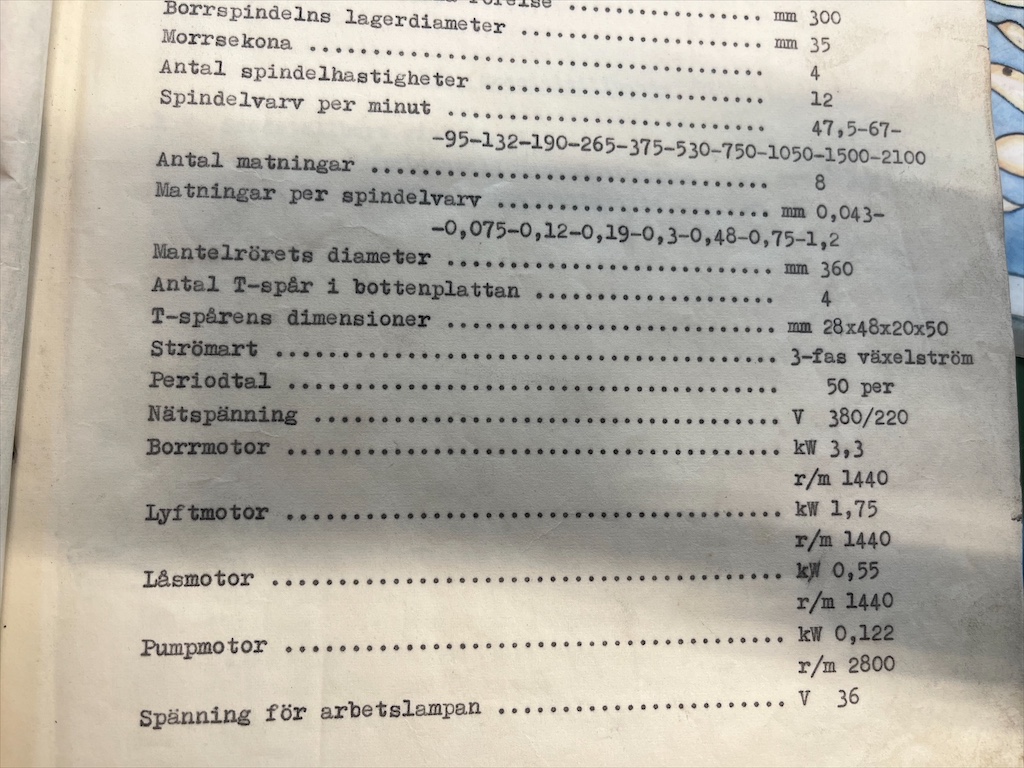 ............... mm 300
Borrspindelns lagerdiameter .................. mm 35
Morrsekona ................................... 4
Antal spindelhastigheter ..................... 12
Spindelvarv per minut ........................ 47,5-67-
-95-132-190-265-375-530-750-1050-1500-2100
Antal matningar .............................. 8
Matningar per spindelvarv .................... mm 0,043-
-0,075-0,12-0,19-0,3-0,48-0,75-1,2
Mantelrörets diameter ........................ mm 360
Antal T-spår i bottenplattan .................. 4
T-spårens dimensioner ......................... mm 28x48x20x50
Strömart ...................................... 3-fas växelström
Periodtal ..................................... 50 per
Nätspänning ................................... V 380/220
Borrmotor ..................................... kW 3,3
r/m 1440
Lyftmotor ..................................... kW 1,75
r/m 1440
Låsmotor ...................................... kW 0,55
r/m 1440
Pumpmotor ..................................... kW 0,122
r/m 2800
Spänning för arbetslampan ...................... V 36